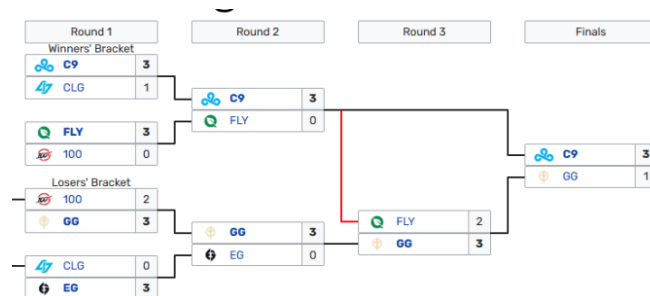 Round 1
Round 2
Round 3
Finals
Winners' Bracket
C9 3
CLG 1
FLY 3
100 0
C9 3
FLY 0
C9 3
GG 1
Losers' Bracket
100 2
GG 3
CLG 0
EG 3
GG 3
EG 0
FLY 2
GG 3